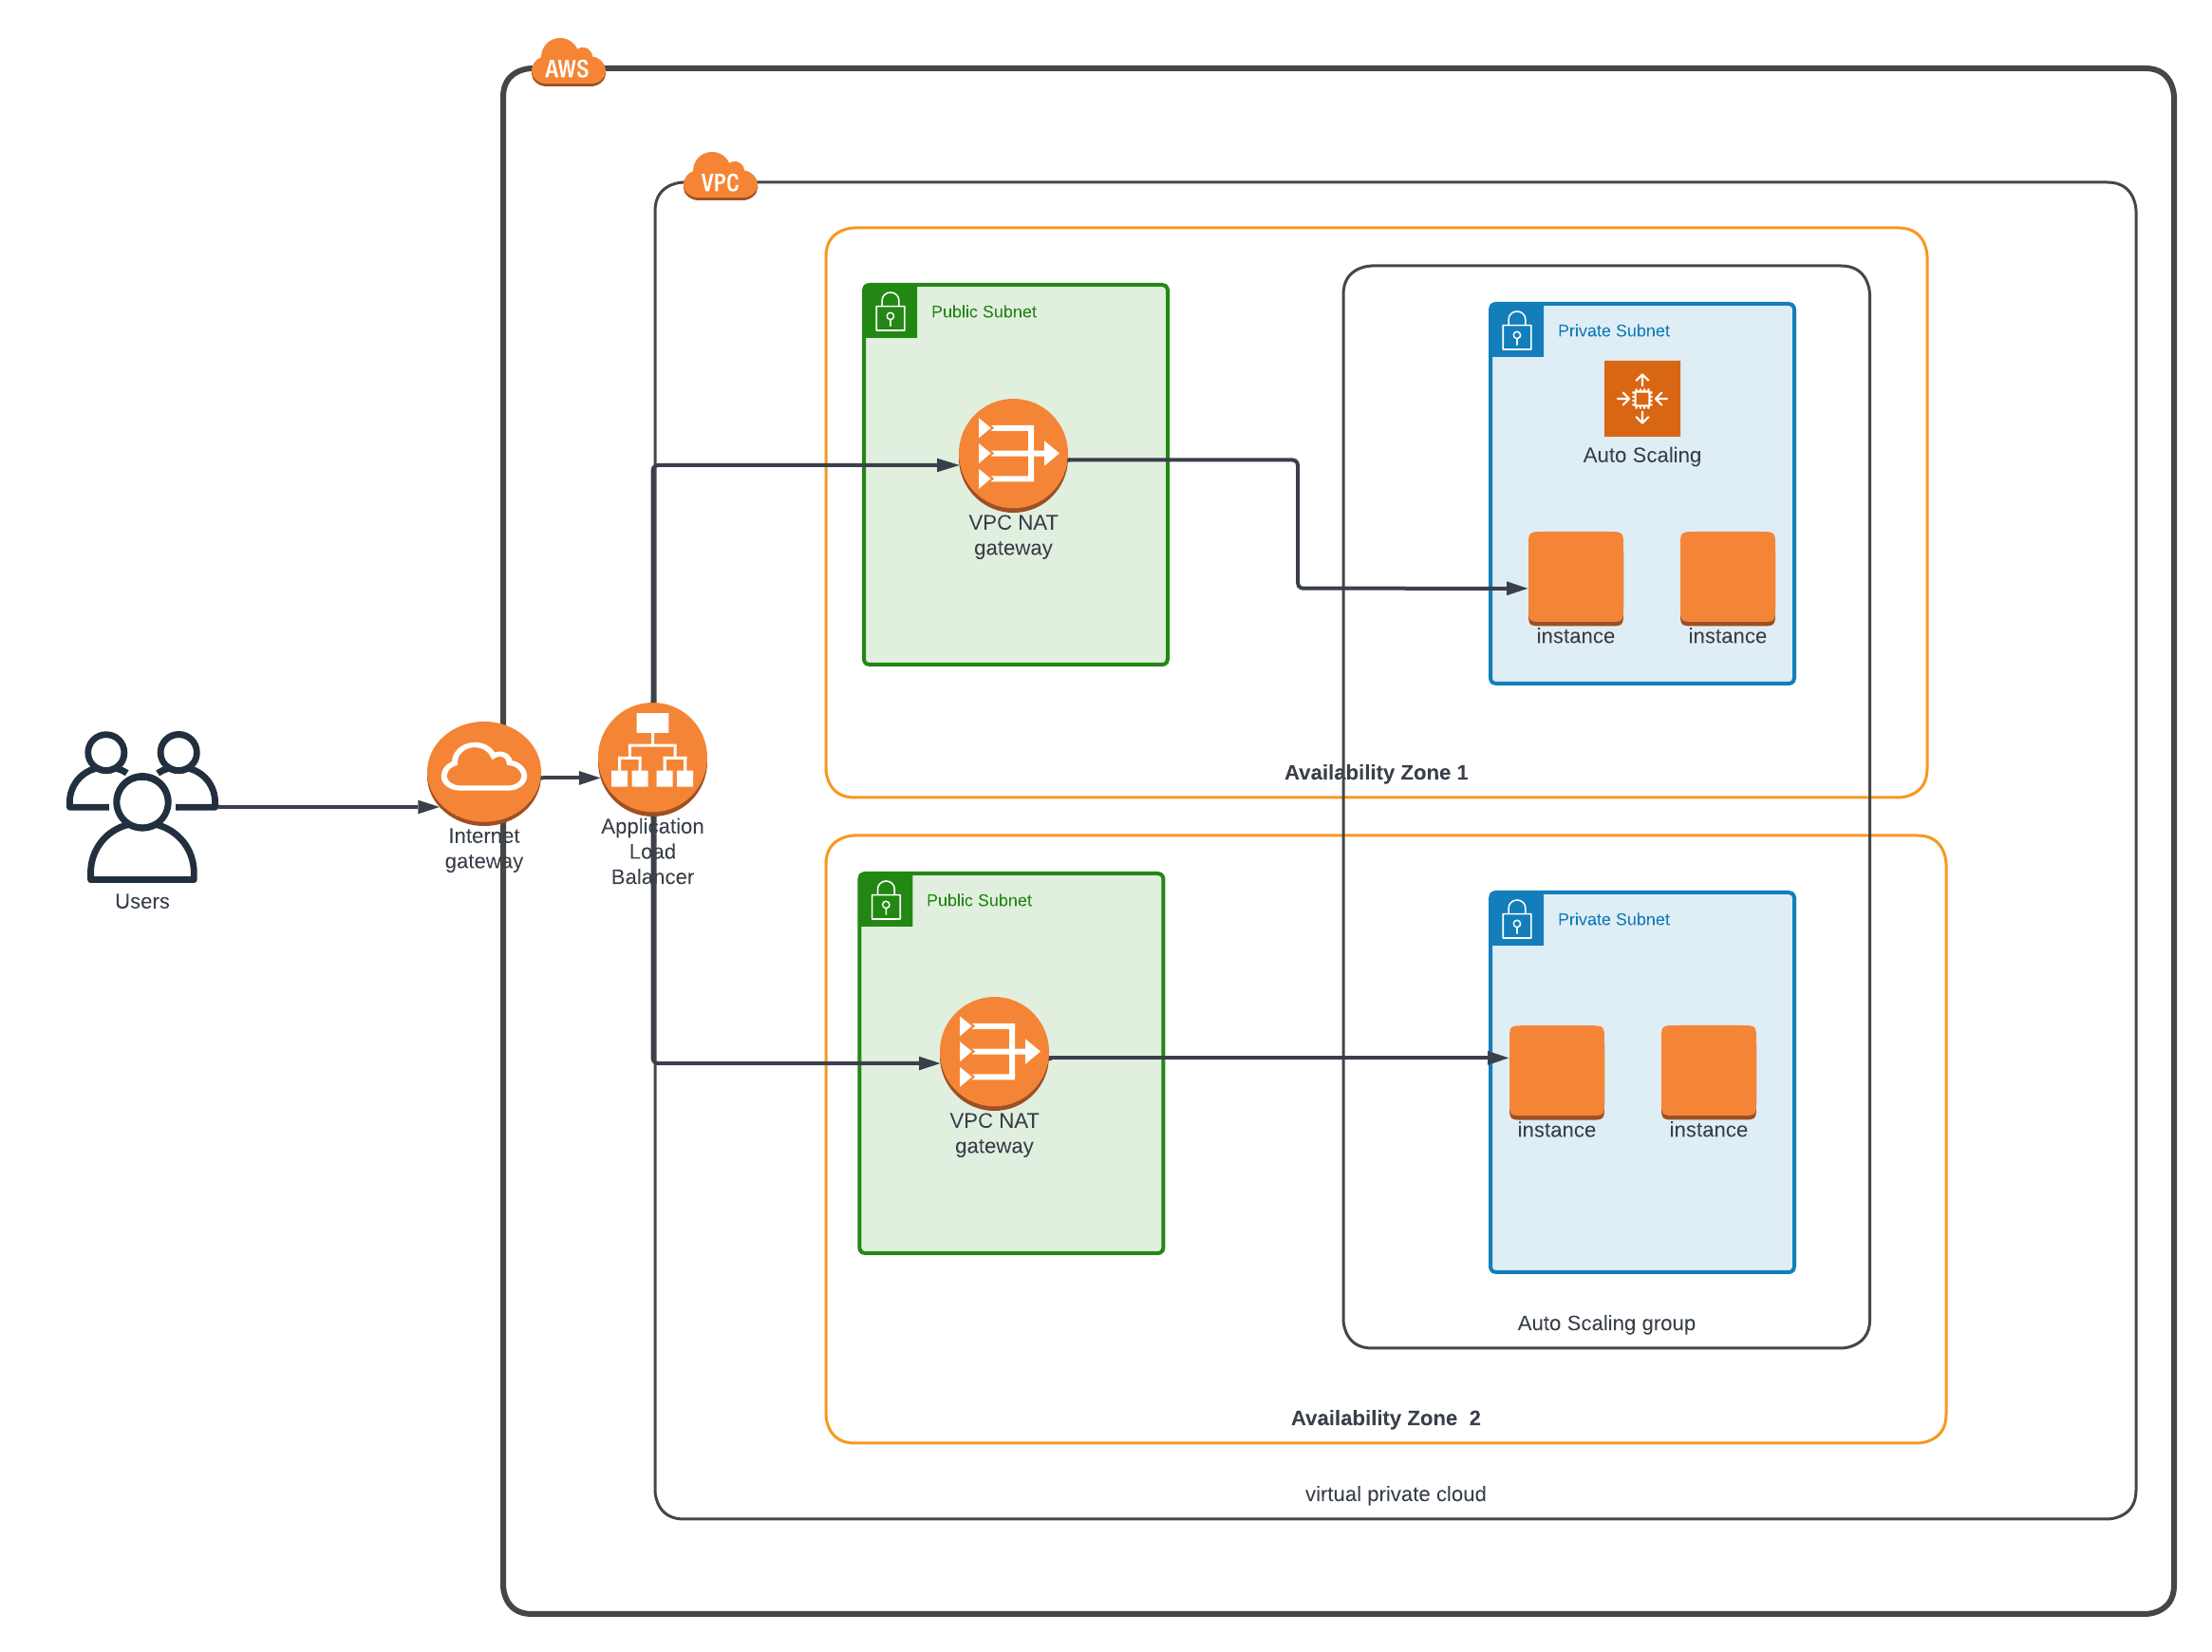 AWS
VPC
Public Subnet
Private Subnet
Auto Scaling
VPC NAT
gateway
instance
instance
Availability Zone 1
Internet
gateway
Application
Load
Balancer
Users
Public Subnet
Private Subnet
VPC NAT
gateway
instance
instance
Auto Scaling group
Availability Zone  2
virtual private cloud